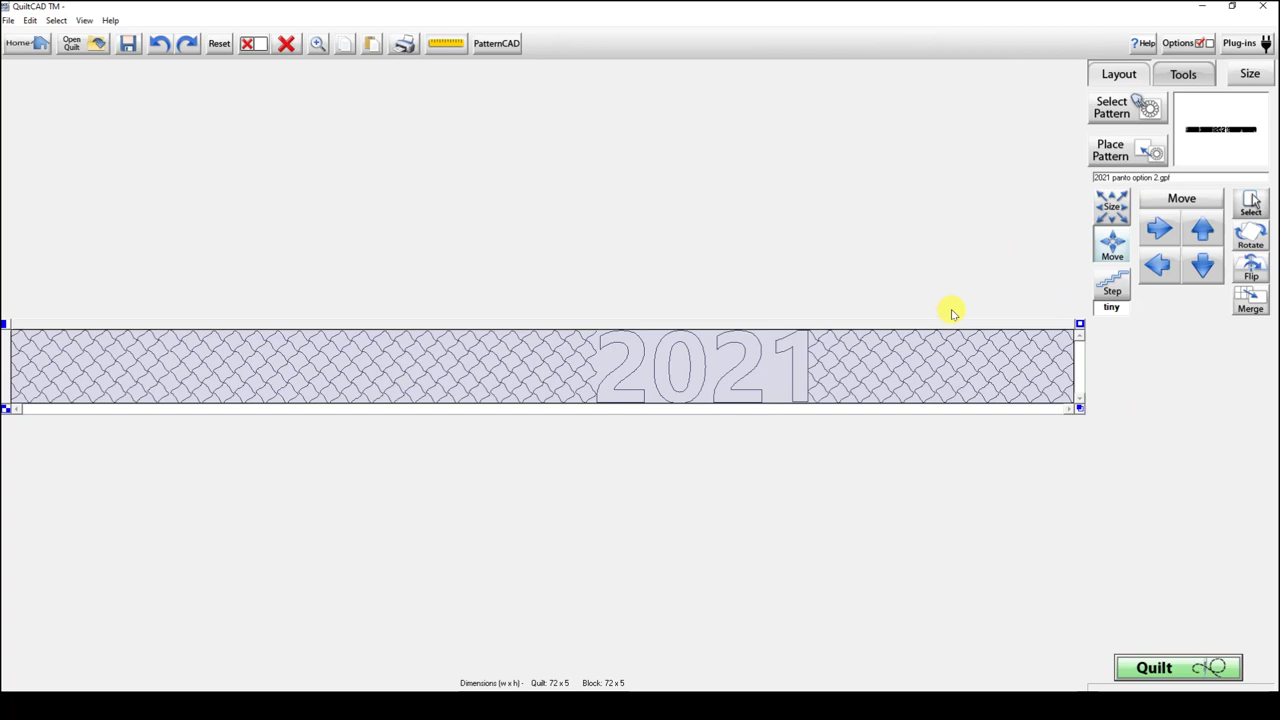 QuiltCAD TM -
File Edit Select View Help
Home Open Quilt Reset PatternCAD ?Help Options Plug-ins
Layout Tools Size
Select Pattern
Place Pattern
2021 panto option 2.gpf
Size Move Select
Move Rotate
Flip
Step Merge
tiny
2021
Quilt
Dimensions (w x h) - Quilt: 72 x 5 Block: 72 x 5